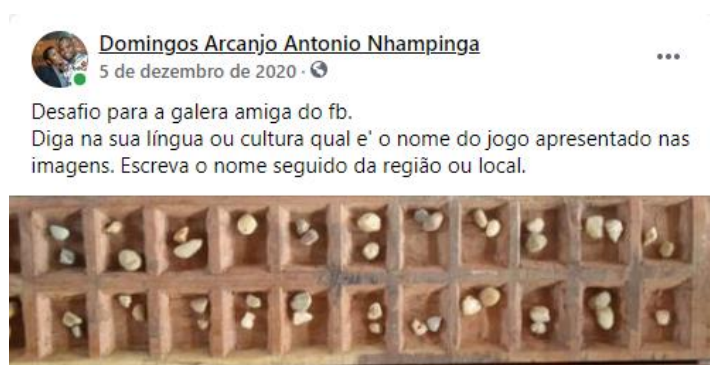 Domingos Arcanjo Antonio Nhampinga
5 de dezembro de 2020 ·
Desafio para a galera amiga do fb.
Diga na sua língua ou cultura qual e' o nome do jogo apresentado nas
imagens. Escreva o nome seguido da região ou local.